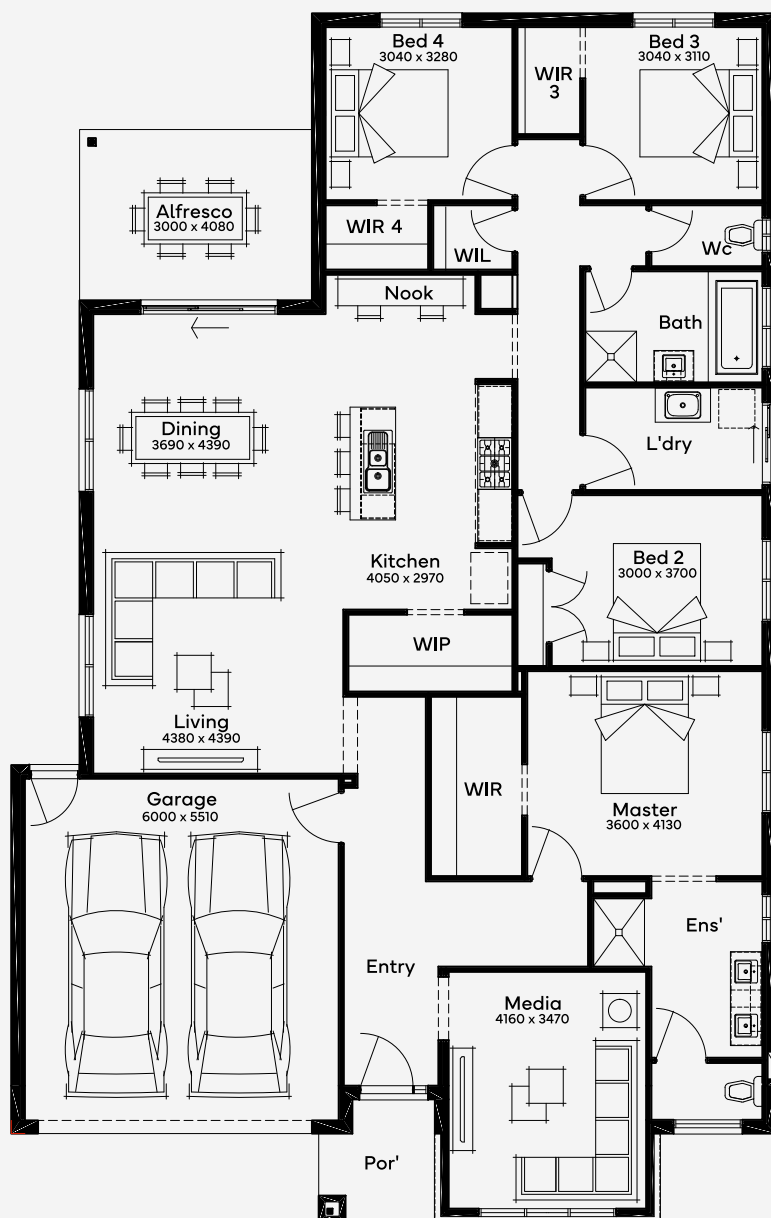 Bed 4
3040 x 3280
WIR
3
Bed 3
3040 x 3110
Alfresco
3000 x 4080
WIR 4
WIL
Wc
Nook
Bath
Dining
3690 x 4390
L'dry
Kitchen
4050 x 2970
Bed 2
3000 x 3700
WIP
Living
4380 x 4390
WIR
Garage
6000 x 5510
Master
3600 x 4130
Ens'
Entry
Media
4160 x 3470
Por'